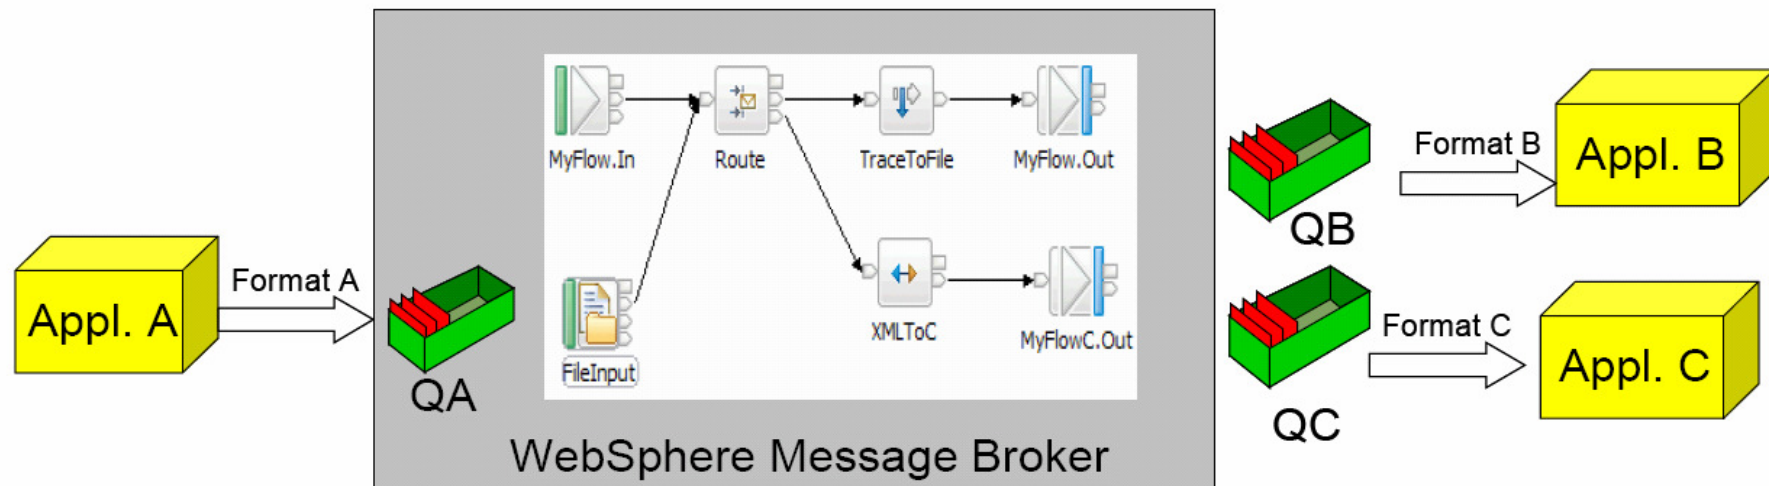 Appl. A
Format A
QA
MyFlow.In
Route
TraceToFile
MyFlow.Out
FileInput
XMLToC
MyFlowC.Out
WebSphere Message Broker
QB
Format B
Appl. B
QC
Format C
Appl. C